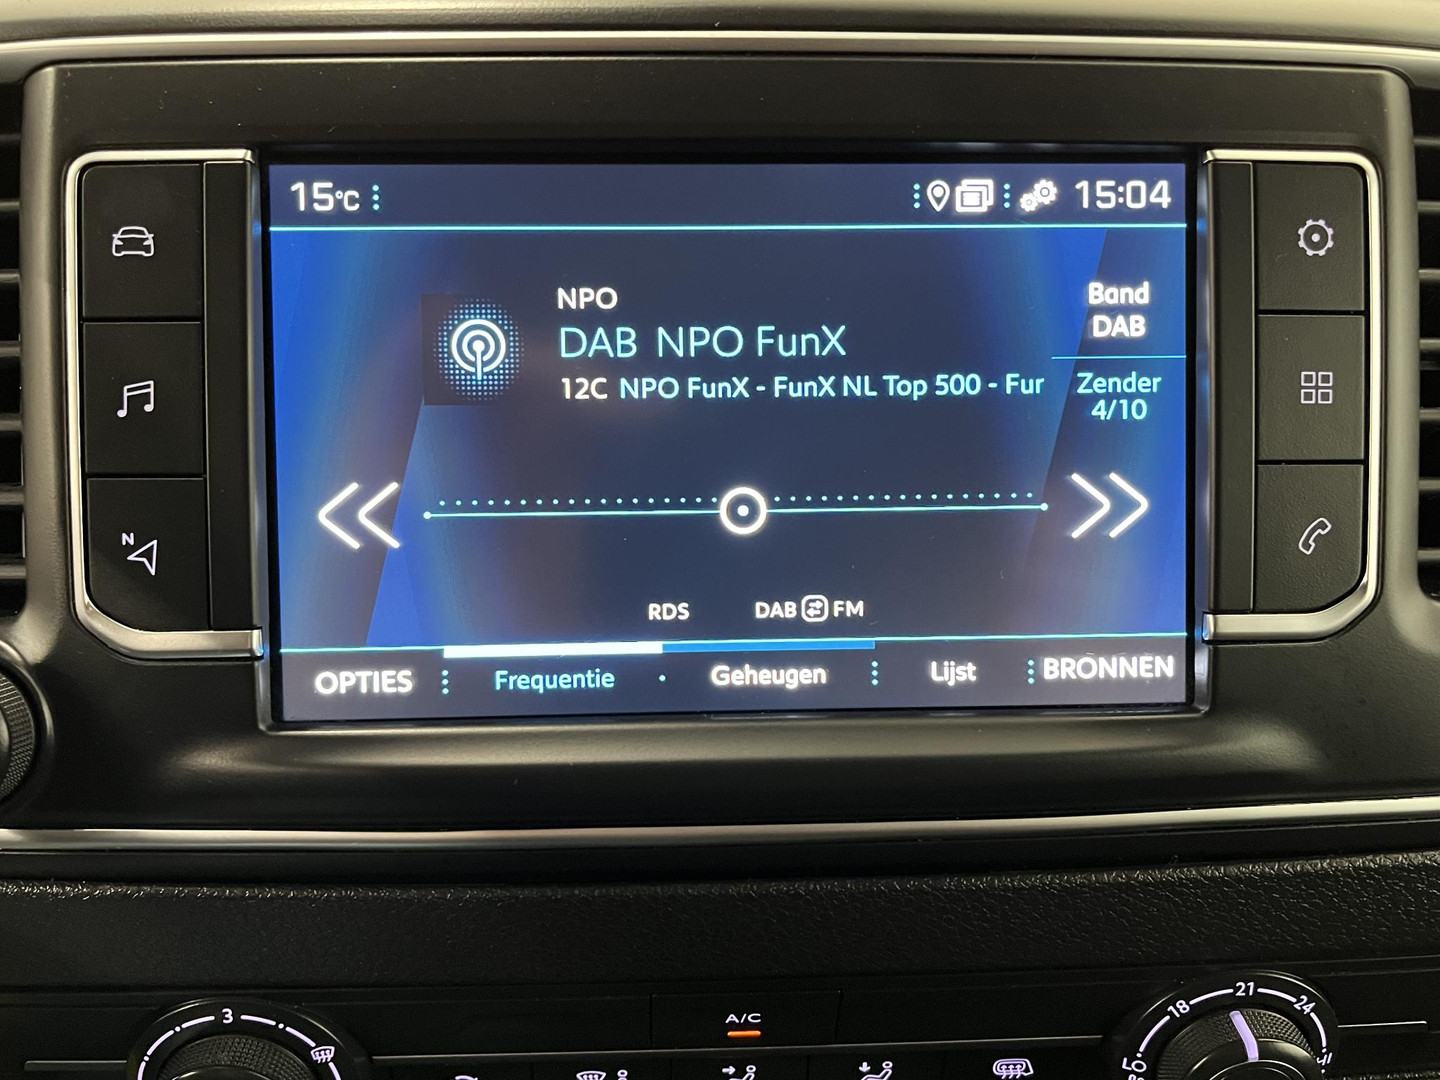 15°C 15:04
NPO
DAB NPO FunX
12C NPO FunX - FunX NL Top 500 - Fur
Band
DAB
Zender
4/10
N
RDS DAB FM
OPTIES Frequentie Geheugen Lijst BRONNEN
3
A/C
18 21 24